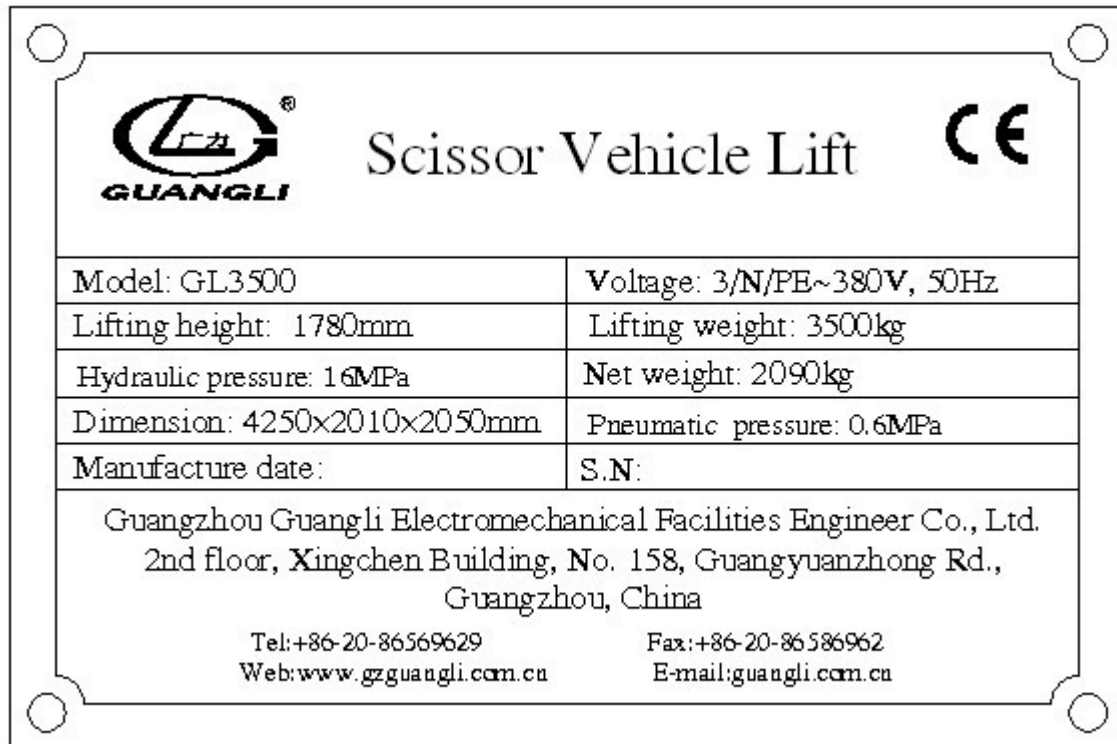 广力
®
GUANGLI
Scissor Vehicle Lift
CE
Model: GL3500
Voltage: 3/N/PE~380V, 50Hz
Lifting height: 1780mm
Lifting weight: 3500kg
Hydraulic pressure: 16MPa
Net weight: 2090kg
Dimension: 4250x2010x2050mm
Pneumatic pressure: 0.6MPa
Manufacture date:
S.N:
Guangzhou Guangli Electromechanical Facilities Engineer Co., Ltd.
2nd floor, Xingchen Building, No. 158, Guangyuanzhong Rd.,
Guangzhou, China
Tel:+86-20-86569629
Fax:+86-20-86586962
Web:www.gzguangli.com.cn
E-mail:guangli.com.cn